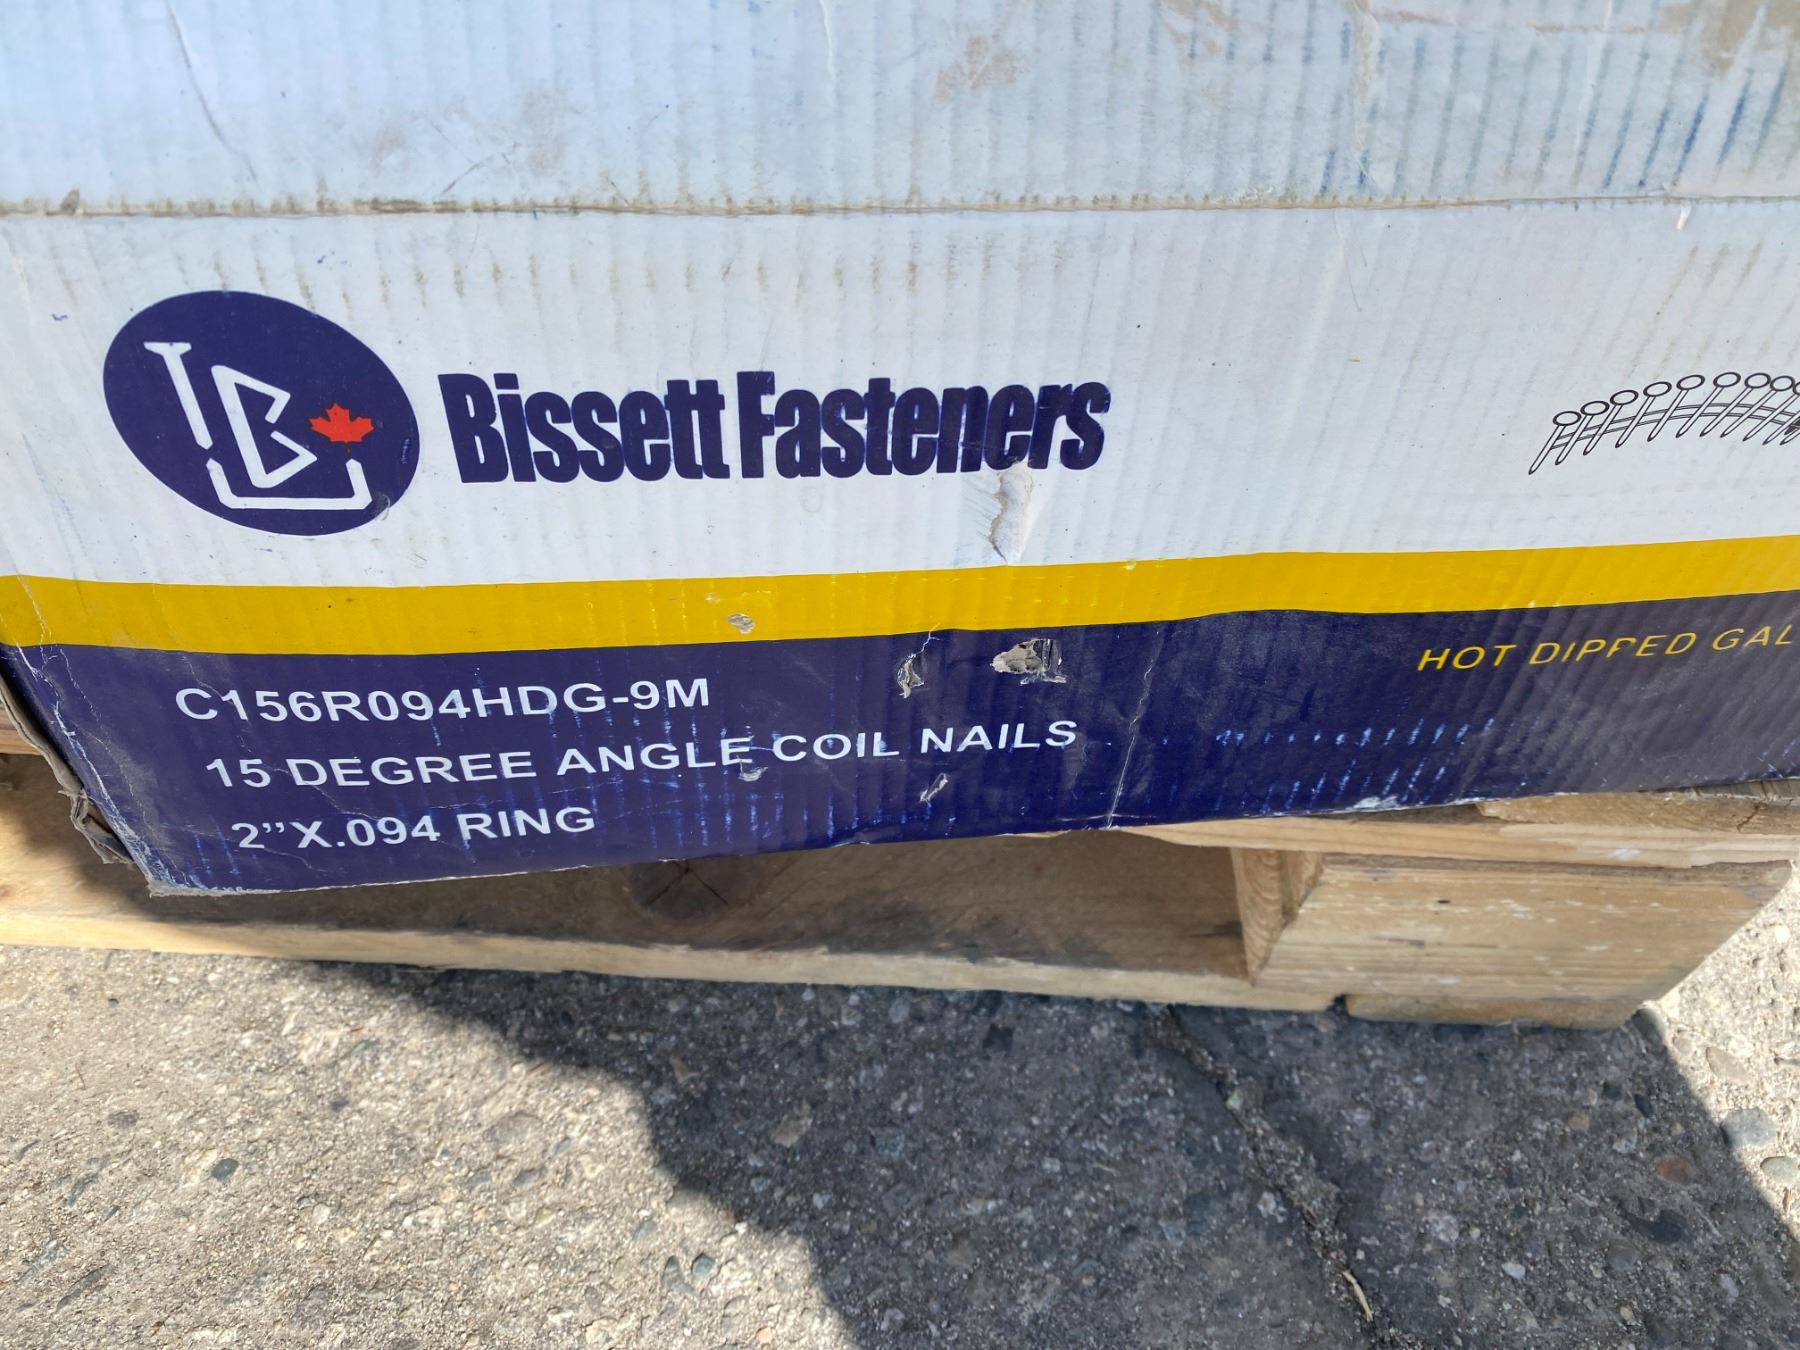 Bissett Fasteners
HOT DIPPED GAL
C156R094HDG-9M
15 DEGREE ANGLE COIL NAILS
2"X.094 RING